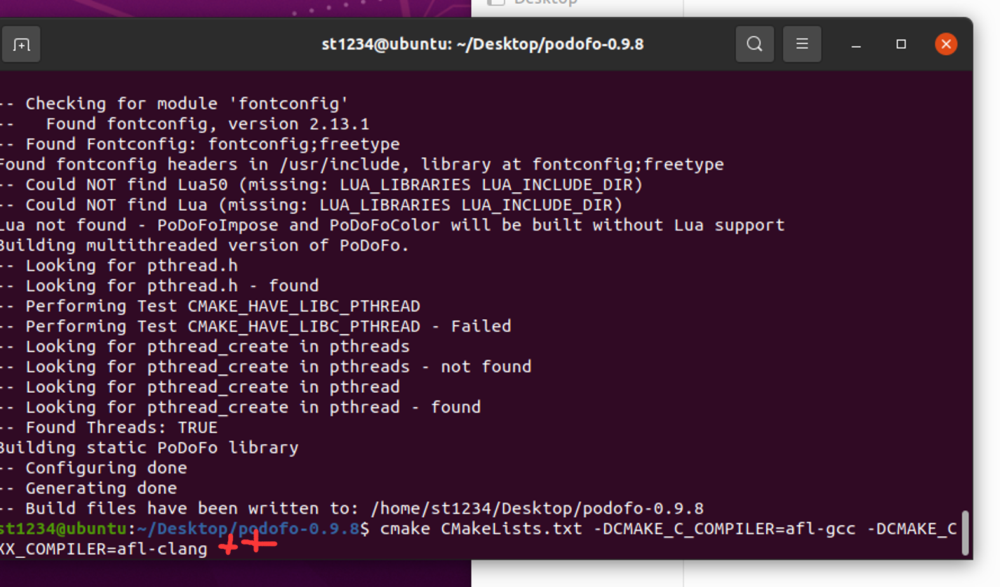 Desktop
st1234@ubuntu: ~/Desktop/podofo-0.9.8
-- Checking for module 'fontconfig'
--   Found fontconfig, version 2.13.1
-- Found Fontconfig: fontconfig;freetype
Found fontconfig headers in /usr/include, library at fontconfig;freetype
-- Could NOT find Lua50 (missing: LUA_LIBRARIES LUA_INCLUDE_DIR)
-- Could NOT find Lua (missing: LUA_LIBRARIES LUA_INCLUDE_DIR)
Lua not found - PoDoFoImpose and PoDoFoColor will be built without Lua support
Building multithreaded version of PoDoFo.
-- Looking for pthread.h
-- Looking for pthread.h - found
-- Performing Test CMAKE_HAVE_LIBC_PTHREAD
-- Performing Test CMAKE_HAVE_LIBC_PTHREAD - Failed
-- Looking for pthread_create in pthreads
-- Looking for pthread_create in pthreads - not found
-- Looking for pthread_create in pthread
-- Looking for pthread_create in pthread - found
-- Found Threads: TRUE
Building static PoDoFo library
-- Configuring done
-- Generating done
-- Build files have been written to: /home/st1234/Desktop/podofo-0.9.8
st1234@ubuntu:~/Desktop/podofo-0.9.8$ cmake CMakeLists.txt -DCMAKE_C_COMPILER=afl-gcc -DCMAKE_C
XX_COMPILER=afl-clang ++